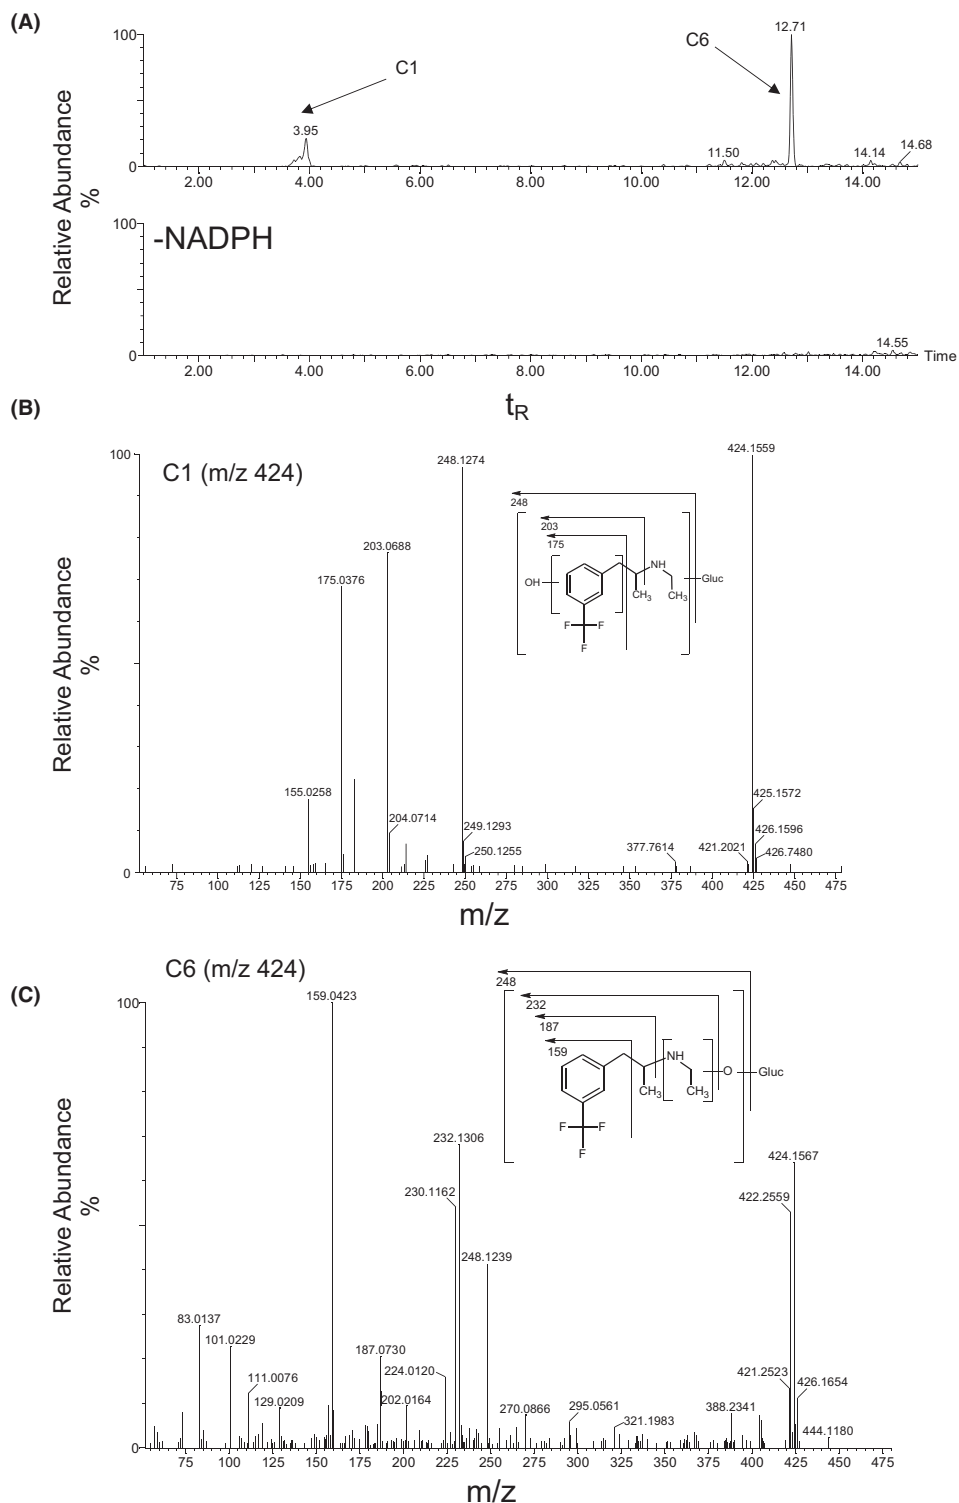 (A)
100
0
Relative Abundance
%
C1
3.95
C6
12.71
11.50
14.14
14.68
2.00 4.00 6.00 8.00 10.00 12.00 14.00
100
-NADPH
0
14.55
Time
2.00 4.00 6.00 8.00 10.00 12.00 14.00
tR
(B)
C1 (m/z 424)
100
0
Relative Abundance
%
424.1559
248.1274
203.0688
175.0376
155.0258
204.0714
249.1293
250.1255
377.7614
421.2021
425.1572
426.1596
426.7480
248
203
175
OH
NH
CH3
CH3
Gluc
F
F
F
75 100 125 150 175 200 225 250 275 300 325 350 375 400 425 450 475
m/z
(C)
C6 (m/z 424)
100
0
Relative Abundance
%
159.0423
232.1306
230.1162
248.1239
83.0137
101.0229
111.0076
129.0209
187.0730
224.0120
202.0164
270.0866
295.0561
321.1983
388.2341
421.2523
422.2559
424.1567
426.1654
444.1180
248
232
187
159
NH
O
Gluc
CH3
CH3
F
F
F
75 100 125 150 175 200 225 250 275 300 325 350 375 400 425 450 475
m/z